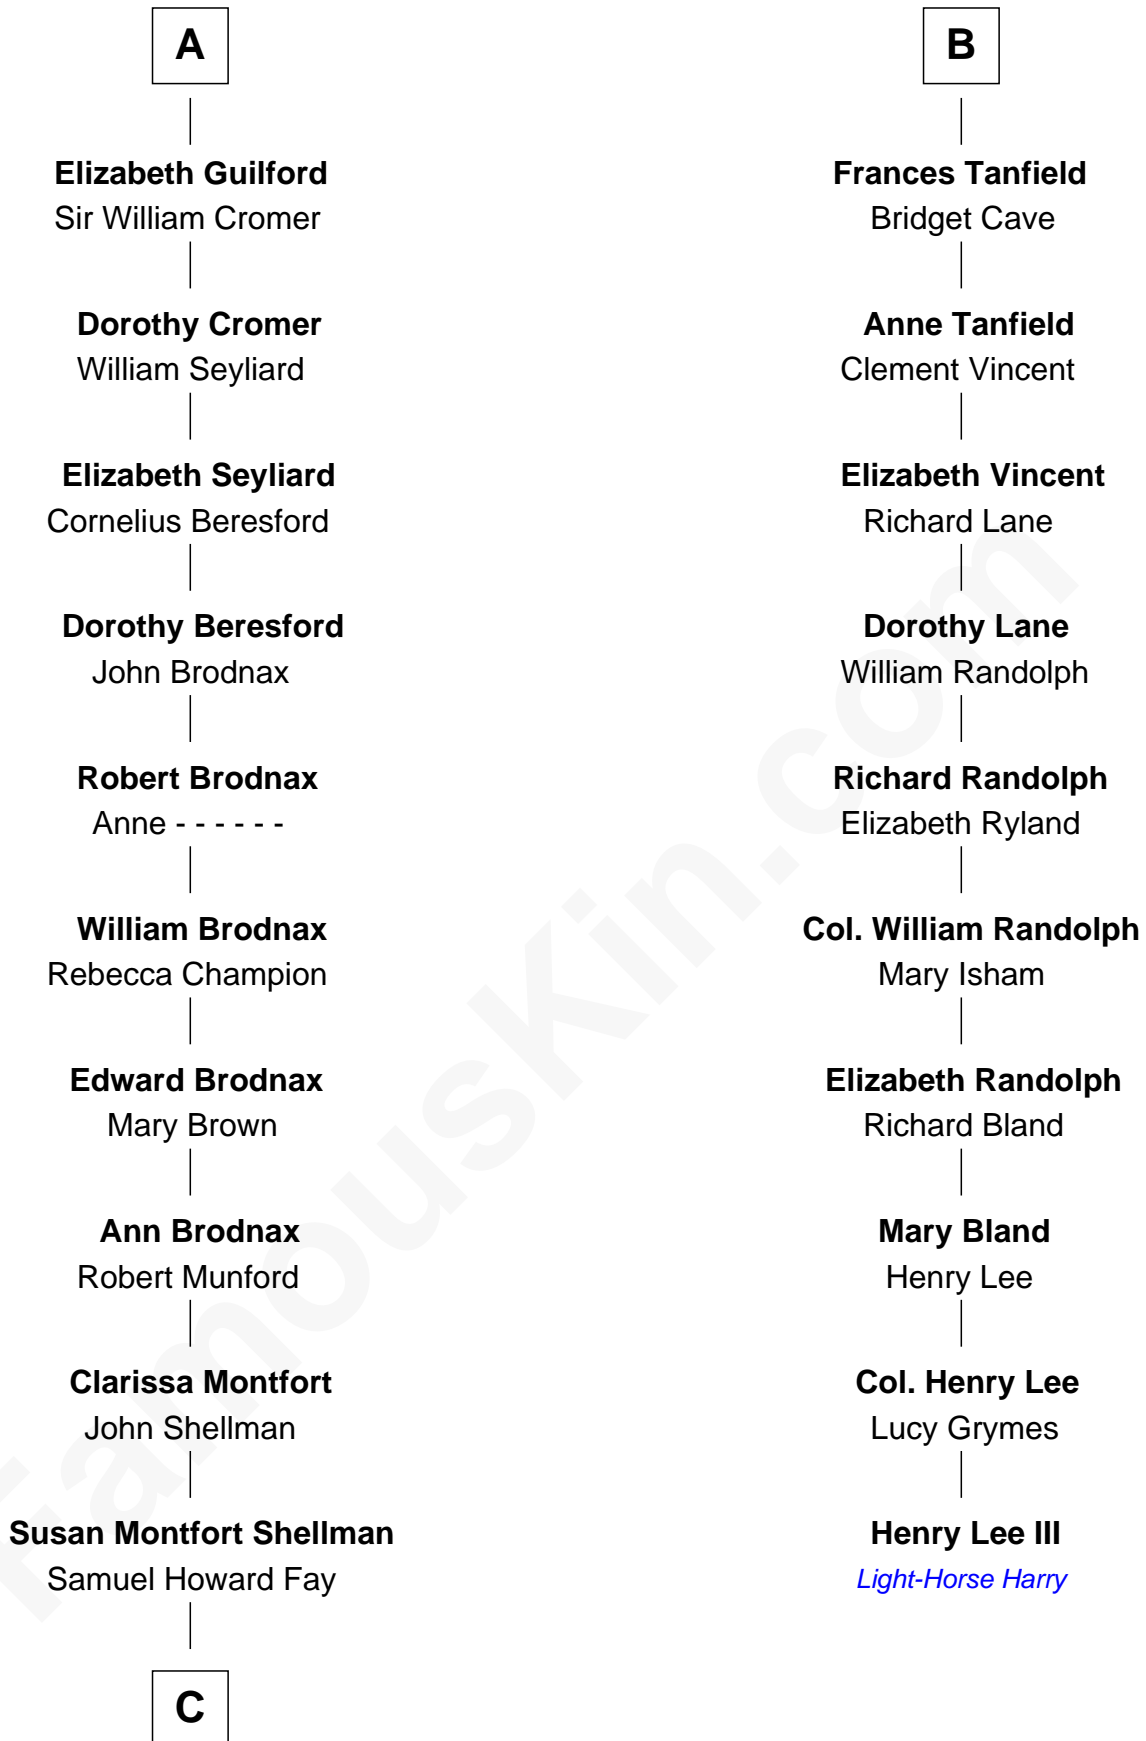 A
Elizabeth Guilford
Sir William Cromer
Dorothy Cromer
William Seyliard
Elizabeth Seyliard
Cornelius Beresford
Dorothy Beresford
John Brodnax
Robert Brodnax
Anne - - - - - -
William Brodnax
Rebecca Champion
Edward Brodnax
Mary Brown
Ann Brodnax
Robert Munford
Clarissa Montfort
John Shellman
Susan Montfort Shellman
Samuel Howard Fay
C
B
Frances Tanfield
Bridget Cave
Anne Tanfield
Clement Vincent
Elizabeth Vincent
Richard Lane
Dorothy Lane
William Randolph
Richard Randolph
Elizabeth Ryland
Col. William Randolph
Mary Isham
Elizabeth Randolph
Richard Bland
Mary Bland
Henry Lee
Col. Henry Lee
Lucy Grymes
Henry Lee III
Light-Horse Harry
FamousKin.com